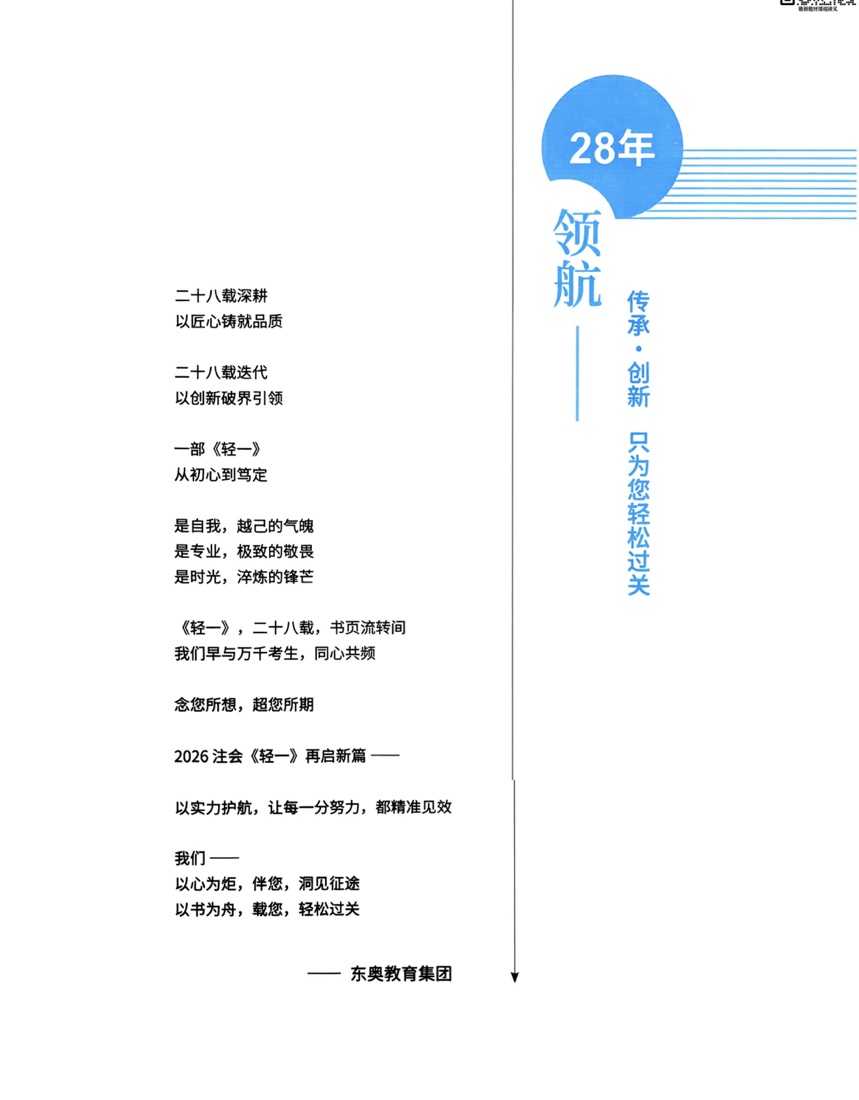 最新教材课程讲义
28年
领航
传承·创新 只为您轻松过关
二十八载深耕
以匠心铸就品质
二十八载迭代
以创新破界引领
一部《轻一》
从初心到笃定
是自我，越己的气魄
是专业，极致的敬畏
是时光，淬炼的锋芒
《轻一》，二十八载，书页流转间
我们早与万千考生，同心共频
念您所想，超您所期
2026 注会《轻一》再启新篇 ——
以实力护航，让每一分努力，都精准见效
我们 ——
以心为炬，伴您，洞见征途
以书为舟，载您，轻松过关
—— 东奥教育集团